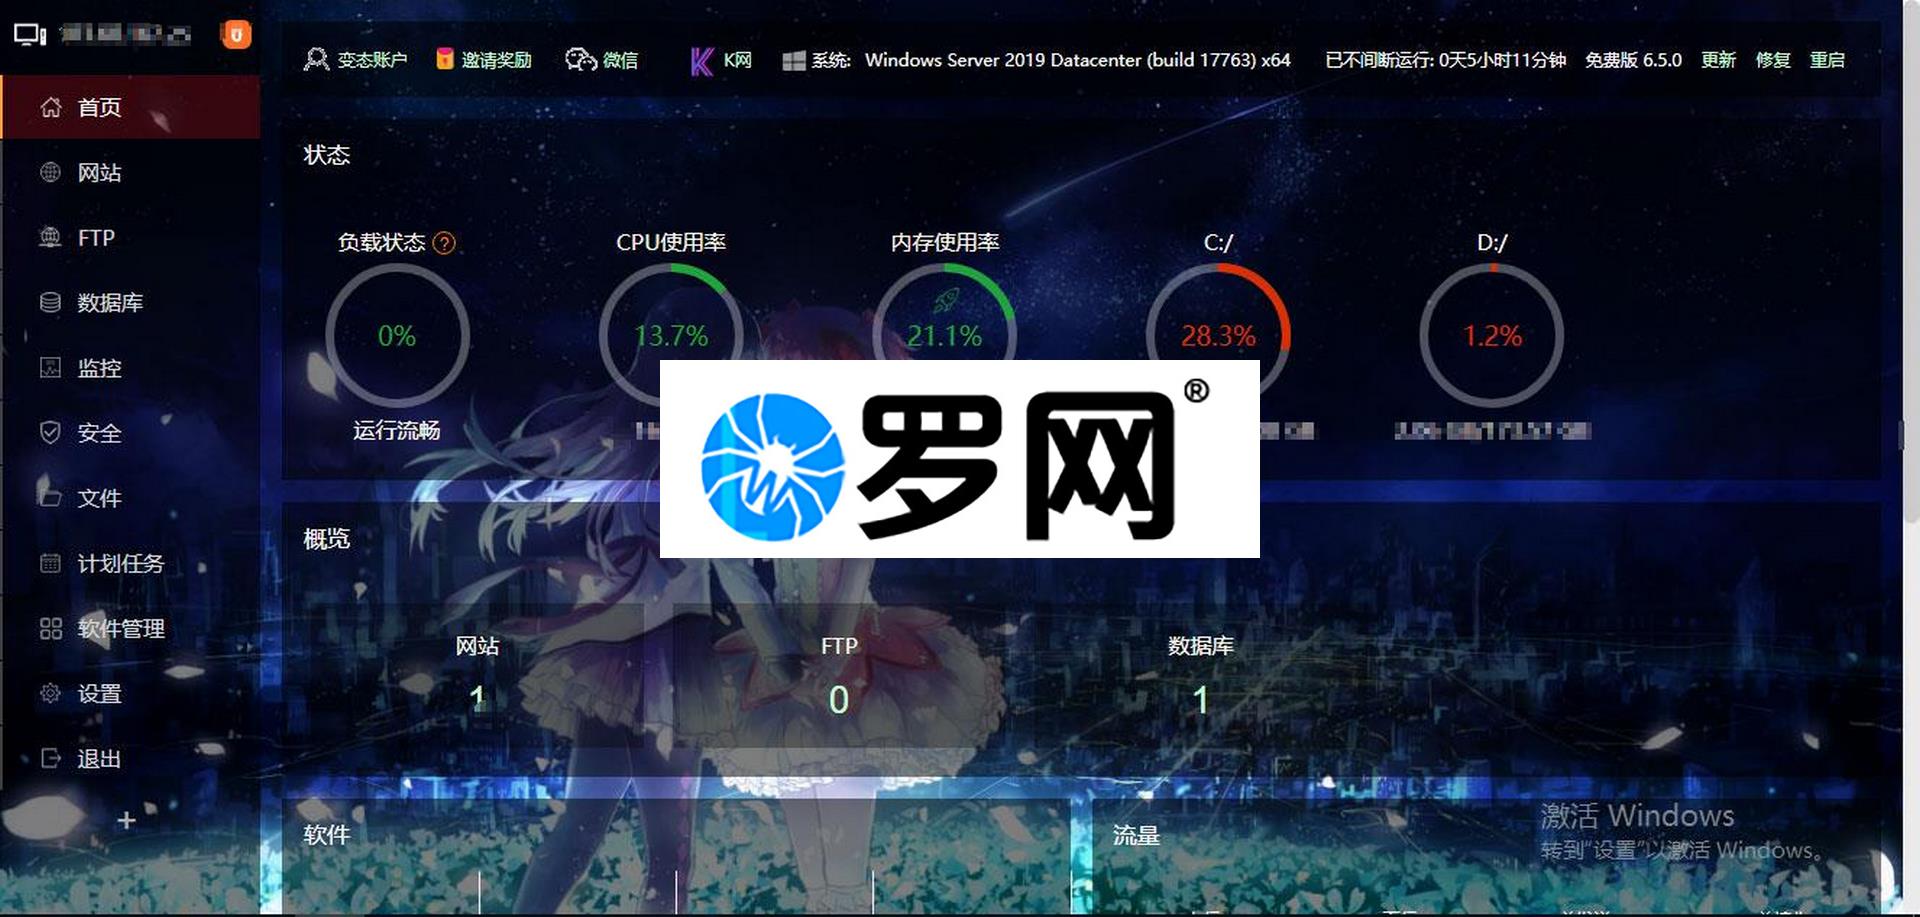 变态账户 邀请奖励 微信 K网 系统: Windows Server 2019 Datacenter (build 17763) x64 已不间断运行: 0天5小时11分钟 免费版 6.5.0 更新 修复 重启
首页
网站
FTP
数据库
监控
安全
文件
计划任务
软件管理
设置
退出
+
状态
负载状态 ? CPU使用率 内存使用率 C:/ D:/
0% 13.7% 21.1% 28.3% 1.2%
运行流畅
罗网®
概览
网站 FTP 数据库
1 0 1
软件 流量
激活 Windows
转到“设置”以激活 Windows。